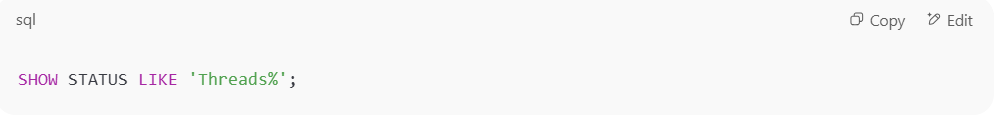 sql Copy Edit
SHOW STATUS LIKE 'Threads%';